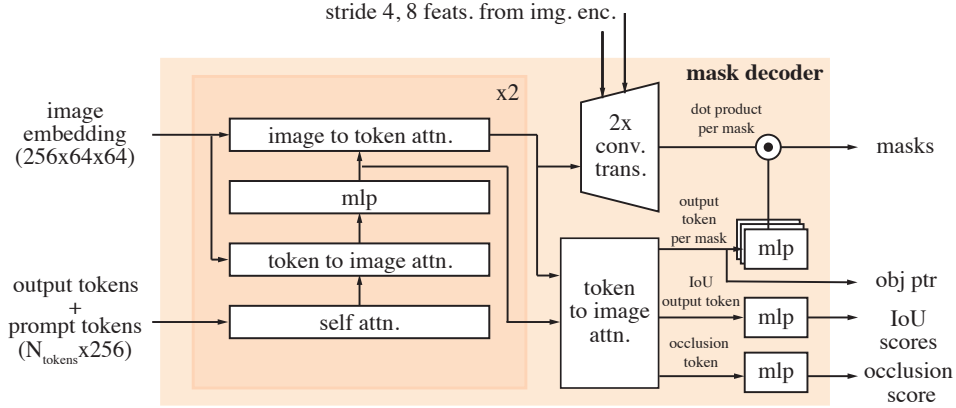 stride 4, 8 feats. from img. enc.
mask decoder
x2
image
embedding
(256x64x64)
image to token attn.
mlp
token to image attn.
self attn.
output tokens
+
prompt tokens
(N_tokens x256)
2x
conv.
trans.
dot product
per mask
masks
output
token
per mask
mlp
obj ptr
token
to image
attn.
IoU
output token
mlp
IoU
scores
occlusion
token
mlp
occlusion
score